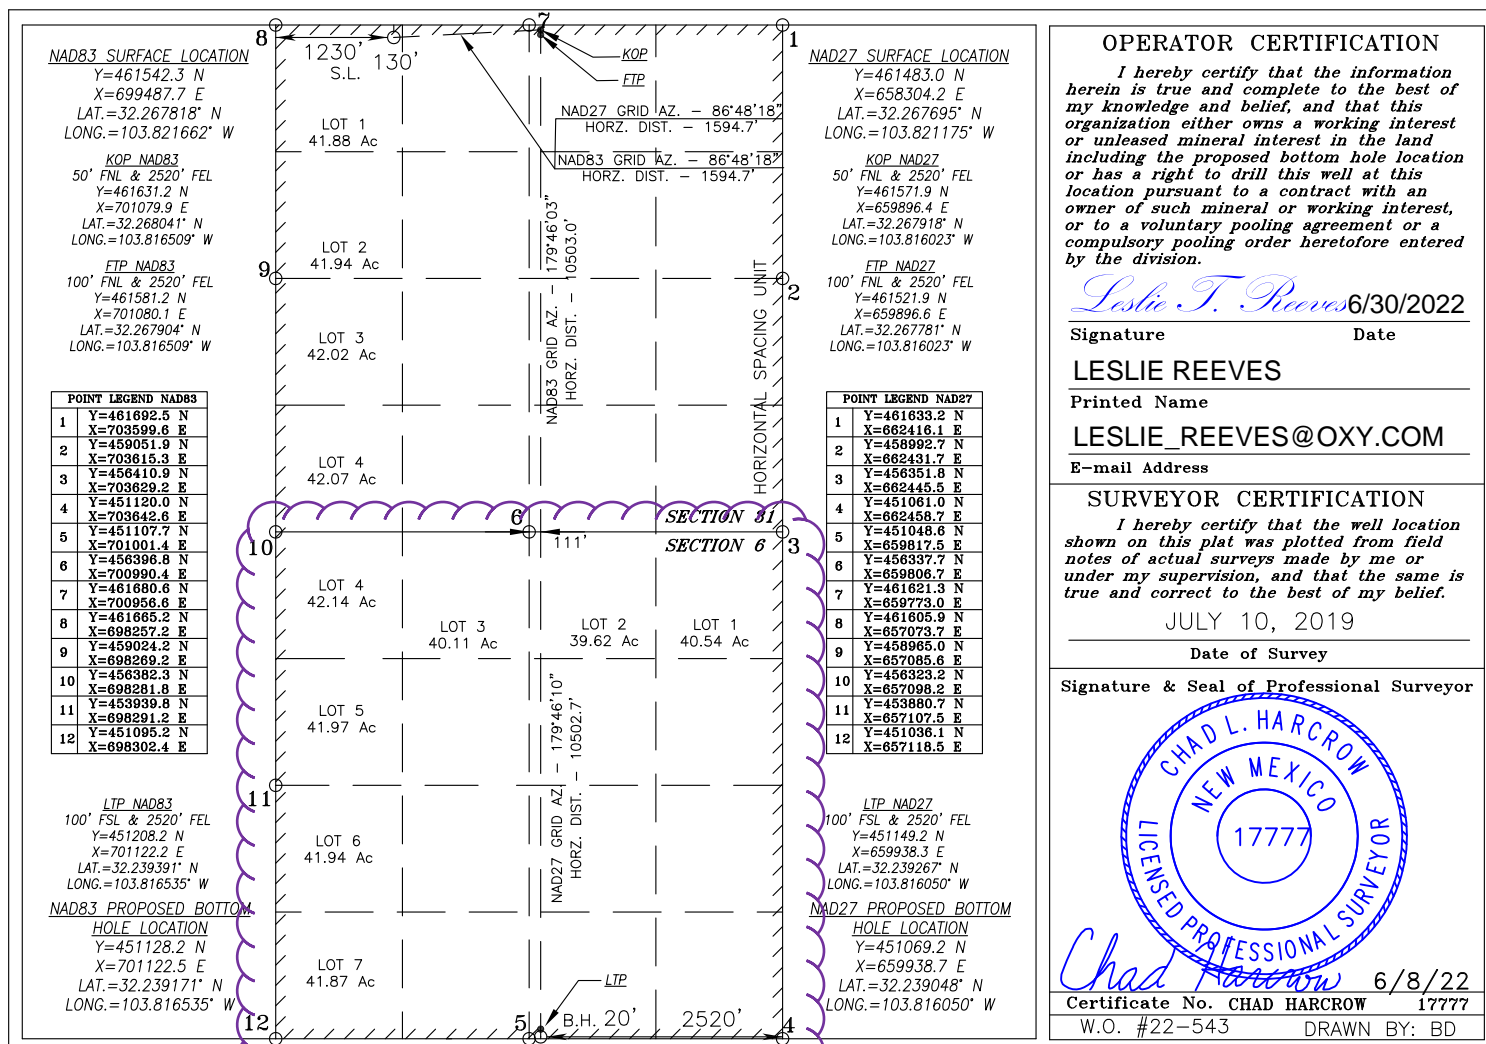 NAD83 SURFACE LOCATION
Y=461542.3 N
X=699487.7 E
LAT.=32.267818° N
LONG.=103.821662° W
KOP NAD83
50' FNL & 2520' FEL
Y=461631.2 N
X=701079.9 E
LAT.=32.268041° N
LONG.=103.816509° W
FTP NAD83
100' FNL & 2520' FEL
Y=461581.2 N
X=701080.1 E
LAT.=32.267904° N
LONG.=103.816509° W
POINT LEGEND NAD83
1 Y=461692.5 N
X=703599.6 E
2 Y=459051.9 N
X=703615.3 E
3 Y=456410.9 N
X=703629.2 E
4 Y=451120.0 N
X=703642.6 E
5 Y=451107.7 N
X=701001.4 E
6 Y=456396.8 N
X=700990.4 E
7 Y=461680.6 N
X=700956.6 E
8 Y=461665.2 N
X=698257.2 E
9 Y=459024.2 N
X=698269.2 E
10 Y=456382.3 N
X=698281.8 E
11 Y=453939.8 N
X=698291.2 E
12 Y=451095.2 N
X=698302.4 E
LTP NAD83
100' FSL & 2520' FEL
Y=451208.2 N
X=701122.2 E
LAT.=32.239391° N
LONG.=103.816535° W
NAD83 PROPOSED BOTTOM
HOLE LOCATION
Y=451128.2 N
X=701122.5 E
LAT.=32.239171° N
LONG.=103.816535° W
8
7
1
1230'
S.L.
130'
KOP
FTP
NAD27 GRID AZ. - 86°48'18"
HORZ. DIST. - 1594.7'
NAD83 GRID AZ. - 86°48'18"
HORZ. DIST. - 1594.7'
LOT 1
41.88 Ac
LOT 2
41.94 Ac
9
2
LOT 3
42.02 Ac
NAD83 GRID AZ. - 179°46'03"
HORZ. DIST. - 10503.0'
HORIZONTAL SPACING UNIT
LOT 4
42.07 Ac
SECTION 31
10
6
111'
SECTION 6
3
LOT 4
42.14 Ac
LOT 3
40.11 Ac
LOT 2
39.62 Ac
LOT 1
40.54 Ac
LOT 5
41.97 Ac
NAD27 GRID AZ - 179°46'10"
HORZ. DIST. - 10502.7'
11
LOT 6
41.94 Ac
LOT 7
41.87 Ac
LTP
12
5
B.H. 20'
2520'
4
NAD27 SURFACE LOCATION
Y=461483.0 N
X=658304.2 E
LAT.=32.267695° N
LONG.=103.821175° W
KOP NAD27
50' FNL & 2520' FEL
Y=461571.9 N
X=659896.4 E
LAT.=32.267918° N
LONG.=103.816023° W
FTP NAD27
100' FNL & 2520' FEL
Y=461521.9 N
X=659896.6 E
LAT.=32.267781° N
LONG.=103.816023° W
POINT LEGEND NAD27
1 Y=461633.2 N
X=662416.1 E
2 Y=458992.7 N
X=662431.7 E
3 Y=456351.8 N
X=662445.5 E
4 Y=451061.0 N
X=662458.7 E
5 Y=451048.6 N
X=659817.5 E
6 Y=456337.7 N
X=659806.7 E
7 Y=461621.3 N
X=659773.0 E
8 Y=461605.9 N
X=657073.7 E
9 Y=458965.0 N
X=657085.6 E
10 Y=456323.2 N
X=657098.2 E
11 Y=453880.7 N
X=657107.5 E
12 Y=451036.1 N
X=657118.5 E
LTP NAD27
100' FSL & 2520' FEL
Y=451149.2 N
X=659938.3 E
LAT.=32.239267° N
LONG.=103.816050° W
NAD27 PROPOSED BOTTOM
HOLE LOCATION
Y=451069.2 N
X=659938.7 E
LAT.=32.239048° N
LONG.=103.816050° W
OPERATOR CERTIFICATION
I hereby certify that the information
herein is true and complete to the best of
my knowledge and belief, and that this
organization either owns a working interest
or unleased mineral interest in the land
including the proposed bottom hole location
or has a right to drill this well at this
location pursuant to a contract with an
owner of such mineral or working interest,
or to a voluntary pooling agreement or a
compulsory pooling order heretofore entered
by the division.
Leslie T. Reeves 6/30/2022
Signature Date
LESLIE REEVES
Printed Name
LESLIE_REEVES@OXY.COM
E-mail Address
SURVEYOR CERTIFICATION
I hereby certify that the well location
shown on this plat was plotted from field
notes of actual surveys made by me or
under my supervision, and that the same is
true and correct to the best of my belief.
JULY 10, 2019
Date of Survey
Signature & Seal of Professional Surveyor
CHAD L. HARCROW
NEW MEXICO
17777
LICENSED PROFESSIONAL SURVEYOR
Chad Harcrow 6/8/22
Certificate No. CHAD HARCROW 17777
W.O. #22-543 DRAWN BY: BD